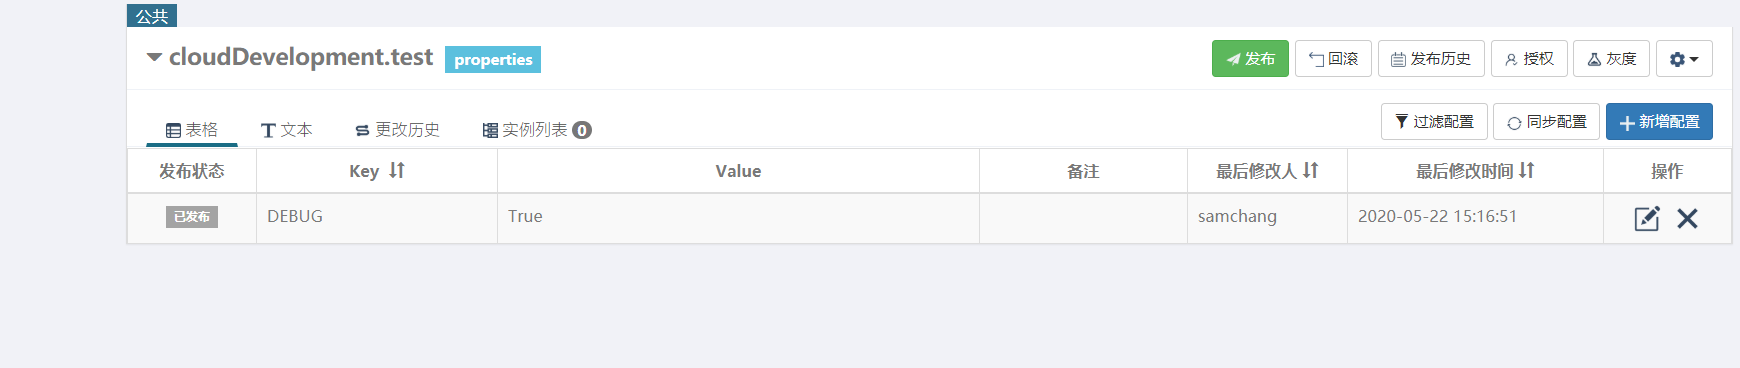 公共
cloudDevelopment.test properties
发布 回滚 发布历史 授权 灰度
表格 文本 更改历史 实例列表 0
过滤配置 同步配置 新增配置
发布状态 Key Value 备注 最后修改人 最后修改时间 操作
已发布 DEBUG True samchang 2020-05-22 15:16:51